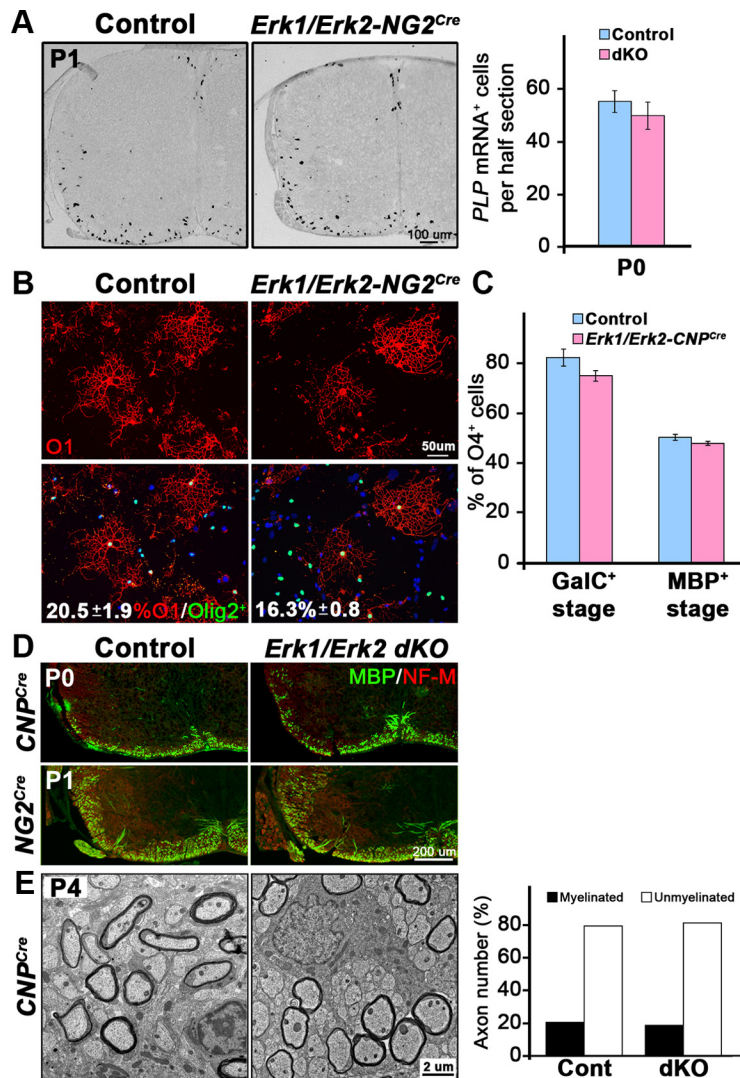 A
Control
Erk1/Erk2-NG2Cre
P1
100 um
Control
dKO
PLP mRNA+ cells
per half section
60
40
20
0
P0
B
Control
Erk1/Erk2-NG2Cre
O1
50um
20.5±1.9%O1/Olig2+
16.3%±0.8
C
Control
Erk1/Erk2-CNPCre
% of O4+ cells
80
60
40
20
0
GalC+
stage
MBP+
stage
D
Control
Erk1/Erk2 dKO
CNPCre
P0
MBP/NF-M
NG2Cre
P1
200 um
E
P4
CNPCre
2 um
Myelinated
Unmyelinated
Axon number (%)
80
60
40
20
0
Cont
dKO